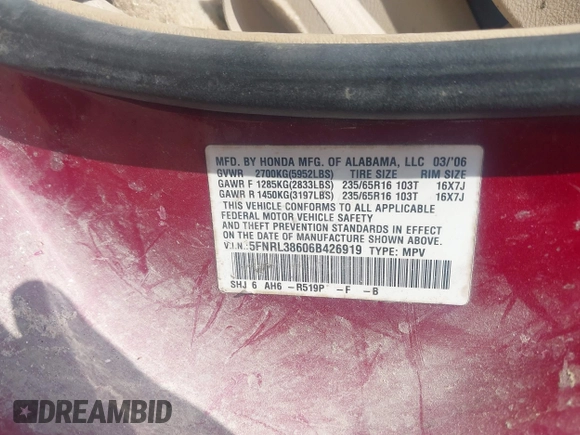 MFD. BY HONDA MFG. OF ALABAMA, LLC 03/'06
GVWR 2700KG(5952LBS) TIRE SIZE RIM SIZE
GAWR F 1285KG(2833LBS) 235/65R16 103T 16X7J
GAWR R 1450KG(3197LBS) 235/65R16 103T 16X7J
THIS VEHICLE CONFORMS TO ALL APPLICABLE
FEDERAL MOTOR VEHICLE SAFETY
AND THEFT PREVENTION STANDARDS IN EFFECT
ON THE DATE OF MANUFACTURE SHOWN ABOVE.
V.I.N.:5FNRL38606B426919 TYPE: MPV
SHJ 6 AH6 -R519P -F -B
DREAMBID